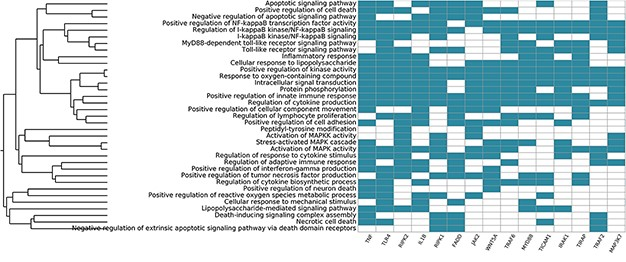 Apoptotic signaling pathway
Positive regulation of cell death
Negative regulation of apoptotic signaling pathway
Positive regulation of NF-kappaB transcription factor activity
Regulation of I-kappaB kinase/NF-kappaB signaling
I-kappaB kinase/NF-kappaB signaling
MyD88-dependent toll-like receptor signaling pathway
Toll-like receptor signaling pathway
Inflammatory response
Cellular response to lipopolysaccharide
Positive regulation of kinase activity
Response to oxygen-containing compound
Intracellular signal transduction
Protein phosphorylation
Positive regulation of innate immune response
Regulation of cytokine production
Positive regulation of cellular component movement
Regulation of lymphocyte proliferation
Positive regulation of cell adhesion
Peptidyl-tyrosine modification
Activation of MAPKK activity
Stress-activated MAPK cascade
Activation of MAPK activity
Regulation of response to cytokine stimulus
Regulation of adaptive immune response
Positive regulation of interferon-gamma production
Positive regulation of tumor necrosis factor production
Regulation of cytokine biosynthetic process
Positive regulation of neuron death
Positive regulation of reactive oxygen species metabolic process
Cellular response to mechanical stimulus
Lipopolysaccharide-mediated signaling pathway
Death-inducing signaling complex assembly
Necrotic cell death
Negative regulation of extrinsic apoptotic signaling pathway via death domain receptors
TNF
TLR4
RIPK2
IL1B
RIPK1
FADD
JAK2
WNT5A
TRAF6
MYD88
TICAM1
IRAK1
TIRAP
TRAF2
MAP3K7